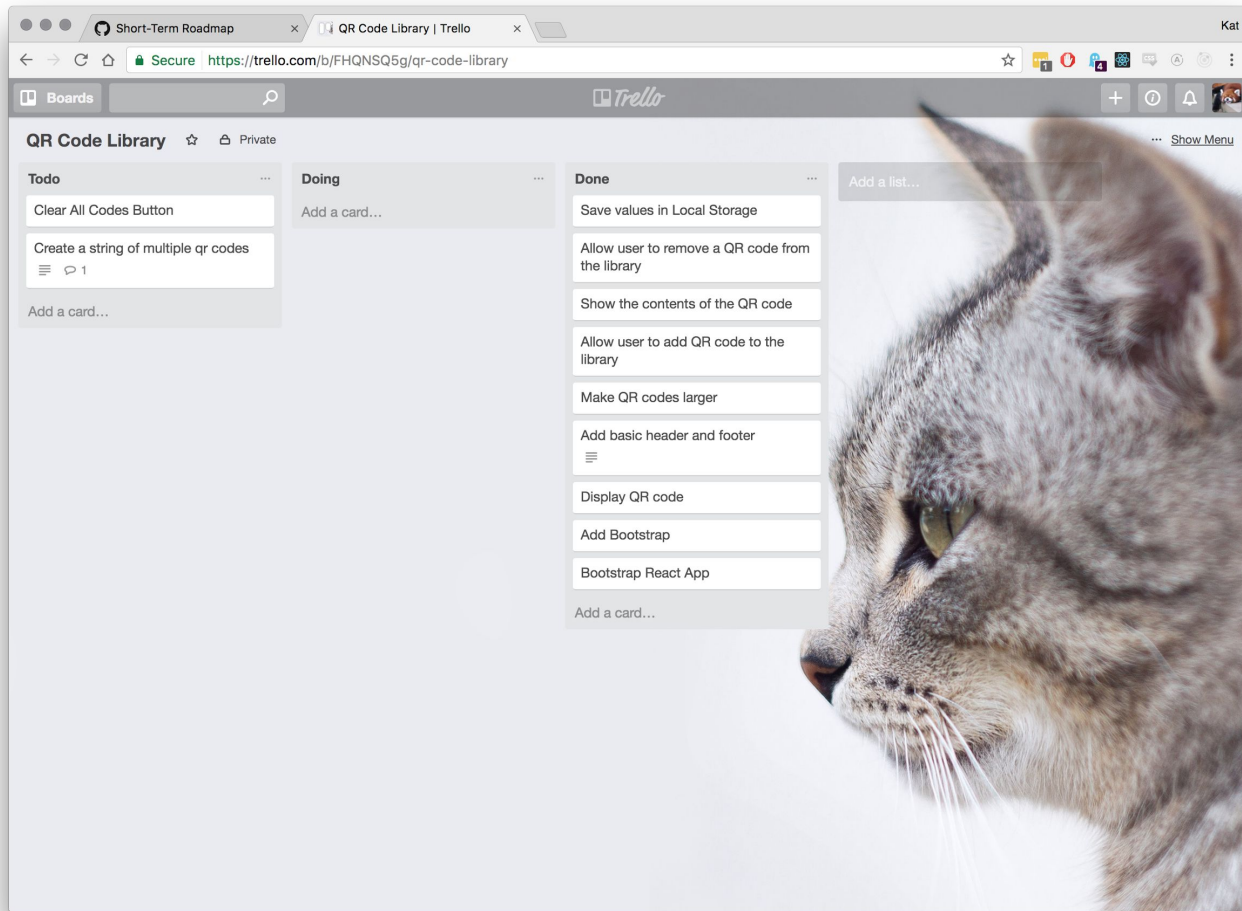 Short-Term Roadmap
QR Code Library | Trello
Kat
Secure https://trello.com/b/FHQNSQ5g/qr-code-library
1
4
Boards
Trello
QR Code Library
Private
Show Menu
Todo
Clear All Codes Button
Create a string of multiple qr codes
1
Add a card…
Doing
Add a card…
Done
Save values in Local Storage
Allow user to remove a QR code from
the library
Show the contents of the QR code
Allow user to add QR code to the
library
Make QR codes larger
Add basic header and footer
Display QR code
Add Bootstrap
Bootstrap React App
Add a card…
Add a list…